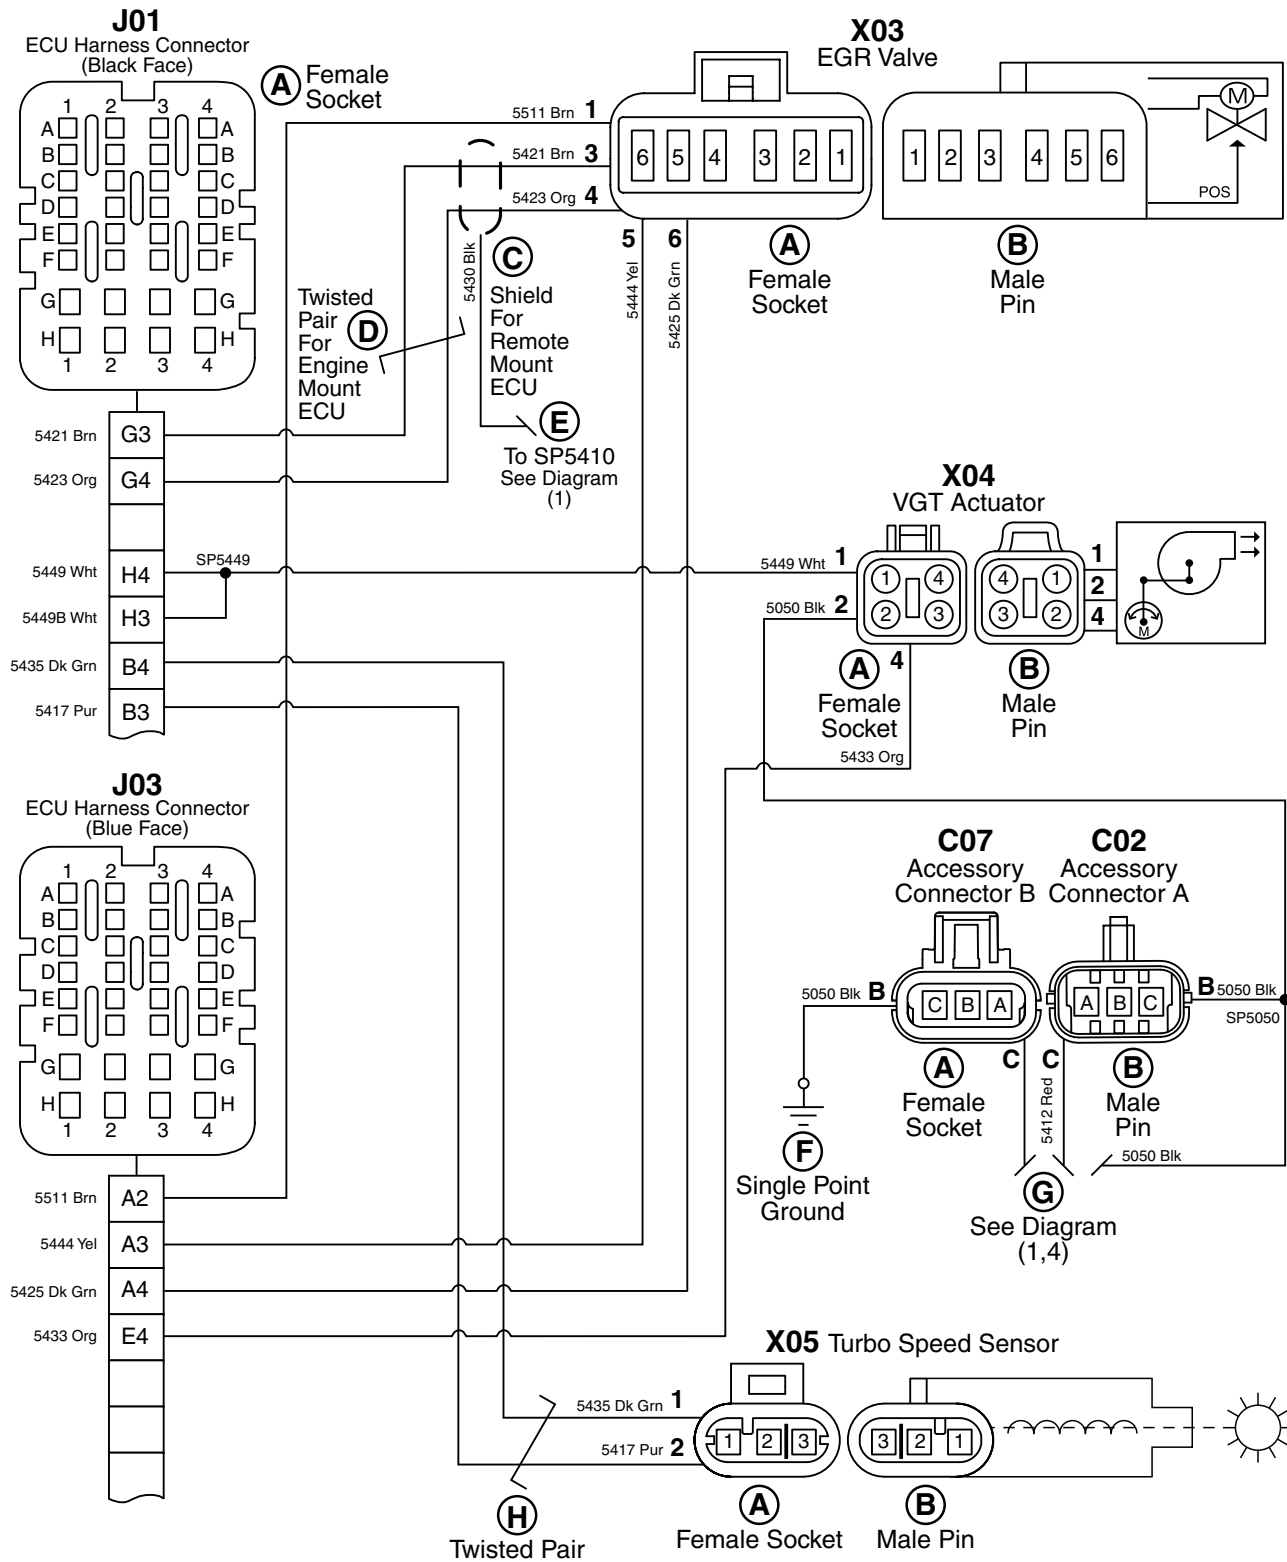 J01
ECU Harness Connector
(Black Face)
1 2 3 4
A A
B B
C C
D D
E E
F F
G G
H H
1 2 3 4
A Female
Socket
X03
EGR Valve
5511 Brn 1
5421 Brn 3
5423 Org 4
6 5 4 3 2 1
1 2 3 4 5 6
M
POS
5 6
5444 Yel
5425 Dk Grn
A
Female
Socket
B
Male
Pin
5430 Blk
C
Shield
For
Remote
Mount
ECU
Twisted
Pair
For
Engine
Mount
ECU
D
E
To SP5410
See Diagram
(1)
5421 Brn G3
5423 Org G4
5449 Wht H4
SP5449
5449B Wht H3
5435 Dk Grn B4
5417 Pur B3
X04
VGT Actuator
5449 Wht 1
5050 Blk 2
1 4
2 3
4 1
3 2
1
2
4
M
A 4
Female
Socket
5433 Org
B
Male
Pin
J03
ECU Harness Connector
(Blue Face)
1 2 3 4
A A
B B
C C
D D
E E
F F
G G
H H
1 2 3 4
5511 Brn A2
5444 Yel A3
5425 Dk Grn A4
5433 Org E4
C07
Accessory
Connector B
C02
Accessory
Connector A
5050 Blk B
C B A
A B C
B 5050 Blk
SP5050
C C
5412 Red
A
Female
Socket
B
Male
Pin
5050 Blk
F
Single Point
Ground
G
See Diagram
(1,4)
X05 Turbo Speed Sensor
5435 Dk Grn 1
5417 Pur 2
1 2 3
3 2 1
H
Twisted Pair
A
Female Socket
B
Male Pin